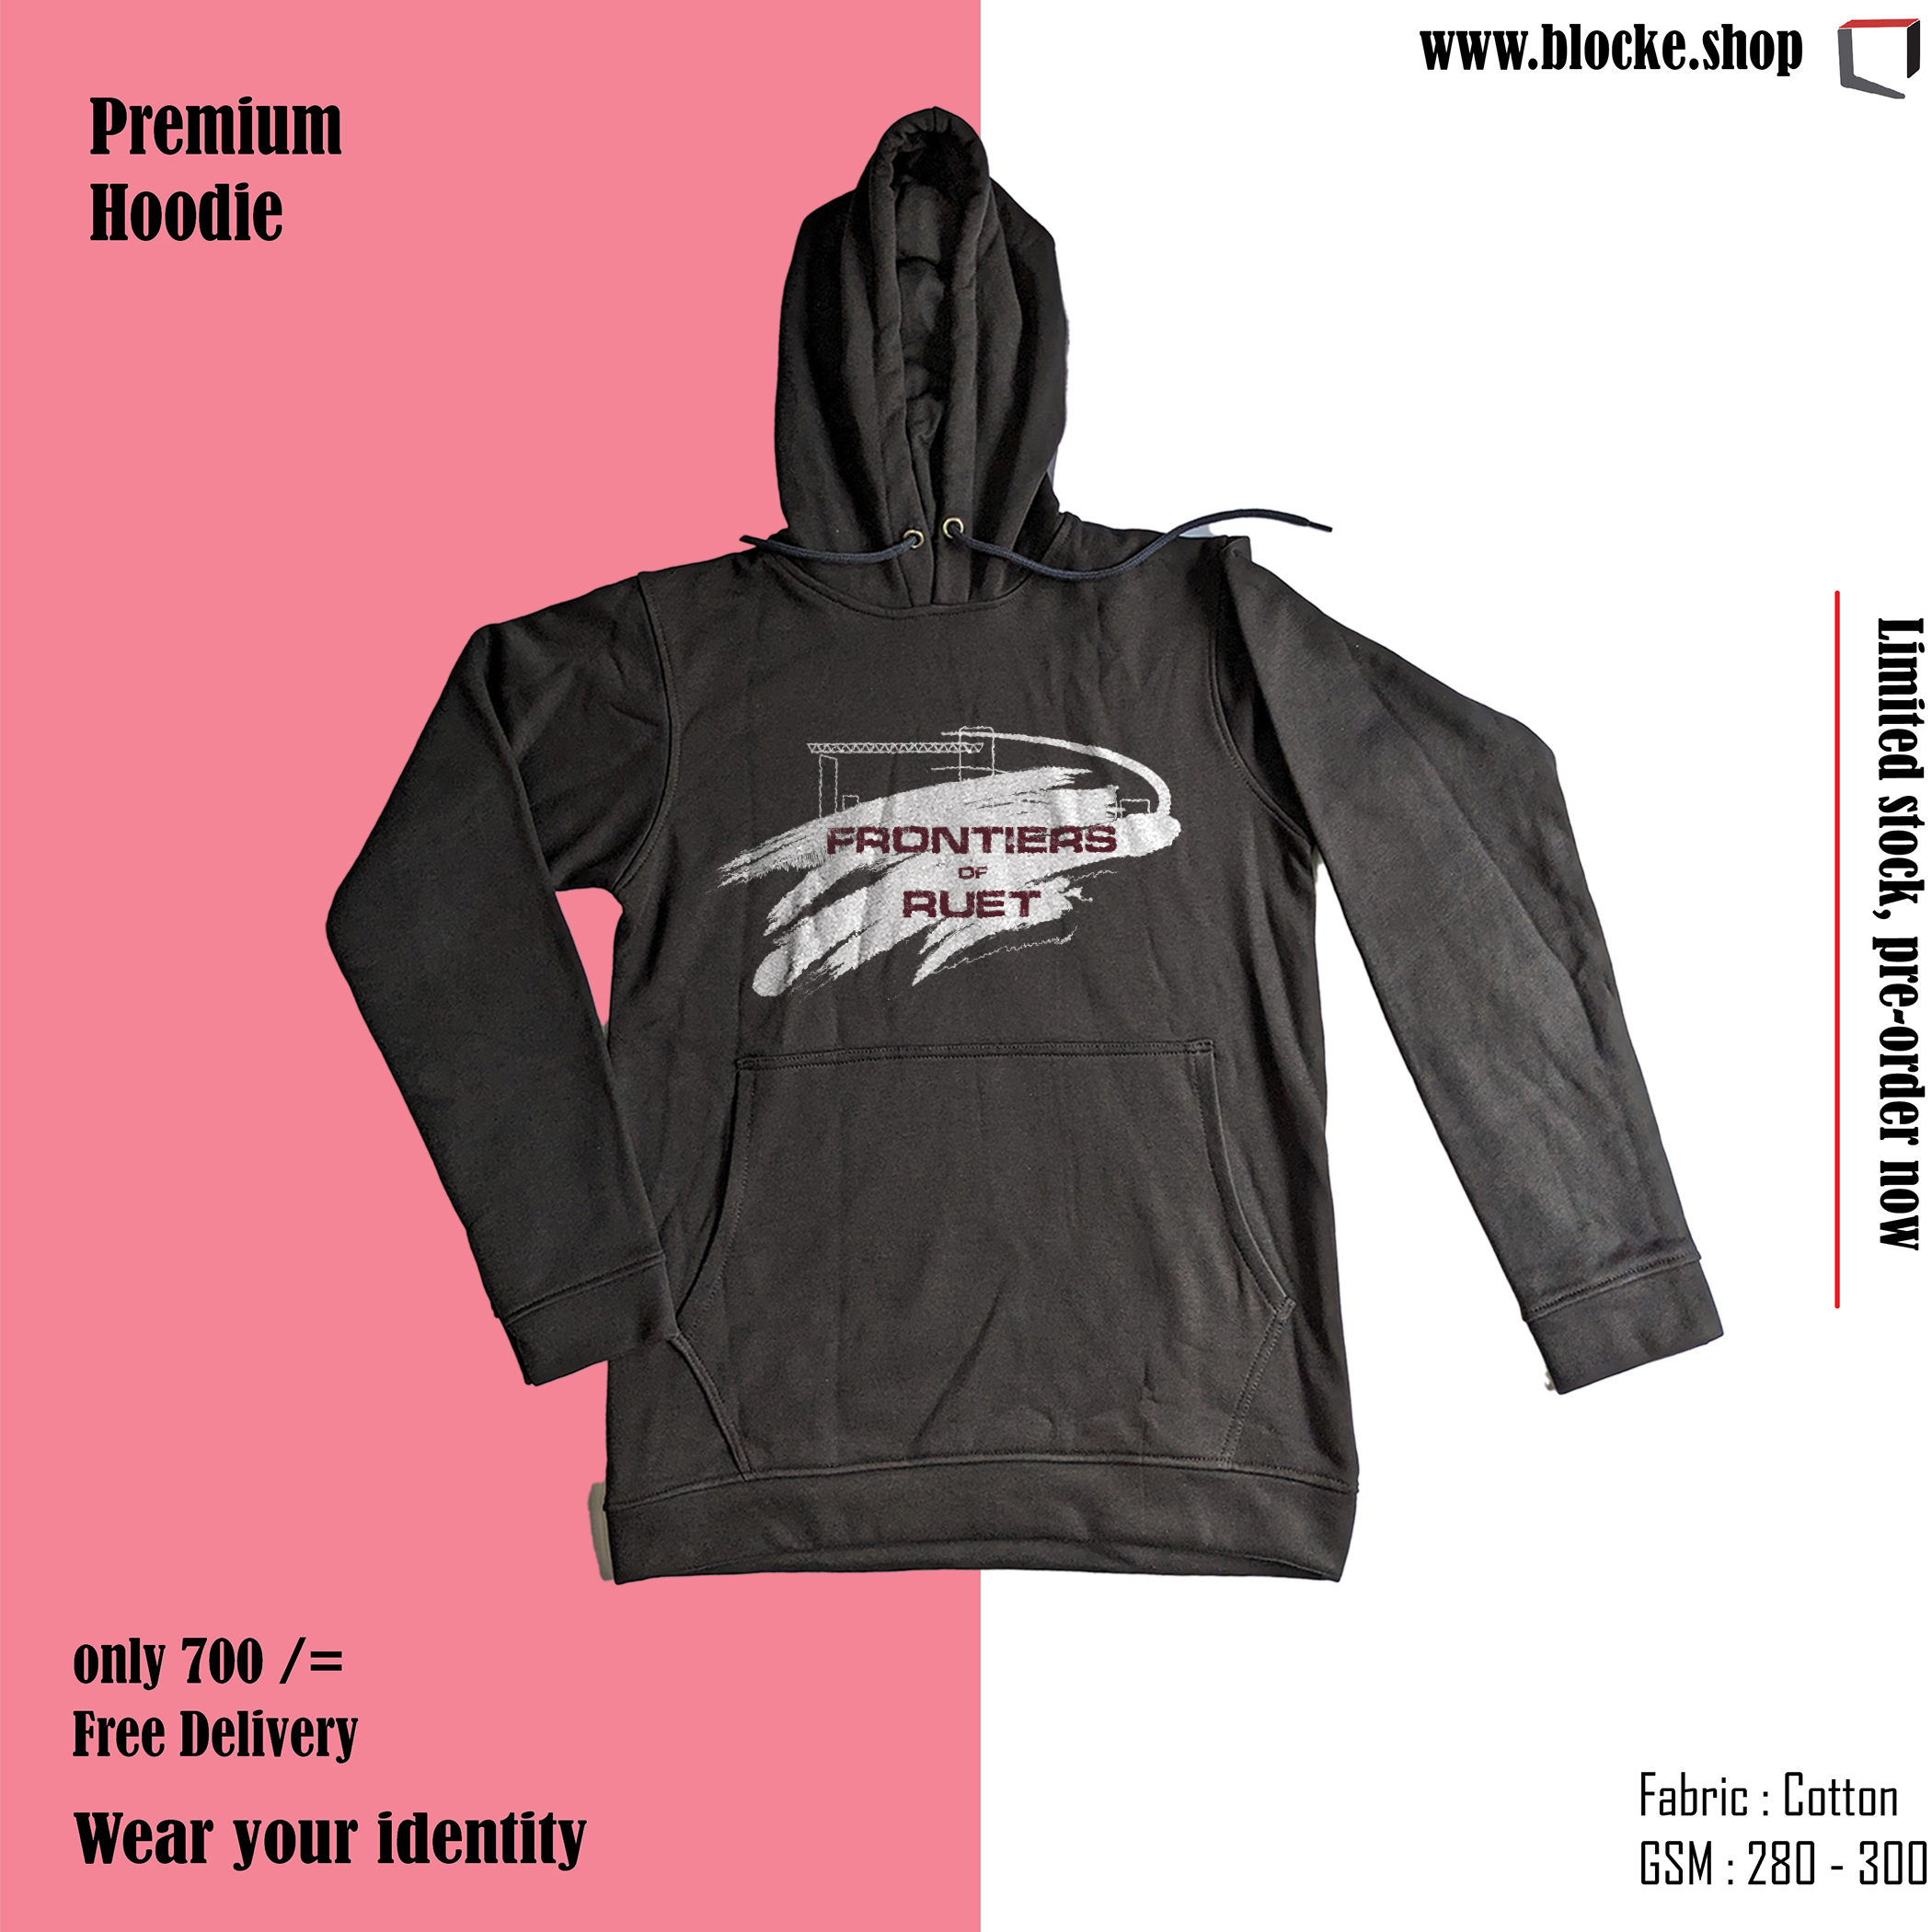 www.blocke.shop
Premium
Hoodie
FRONTIERS
OF
RUET
Limited stock, pre-order now
only 700 /=
Free Delivery
Wear your identity
Fabric : Cotton
GSM : 280 - 300